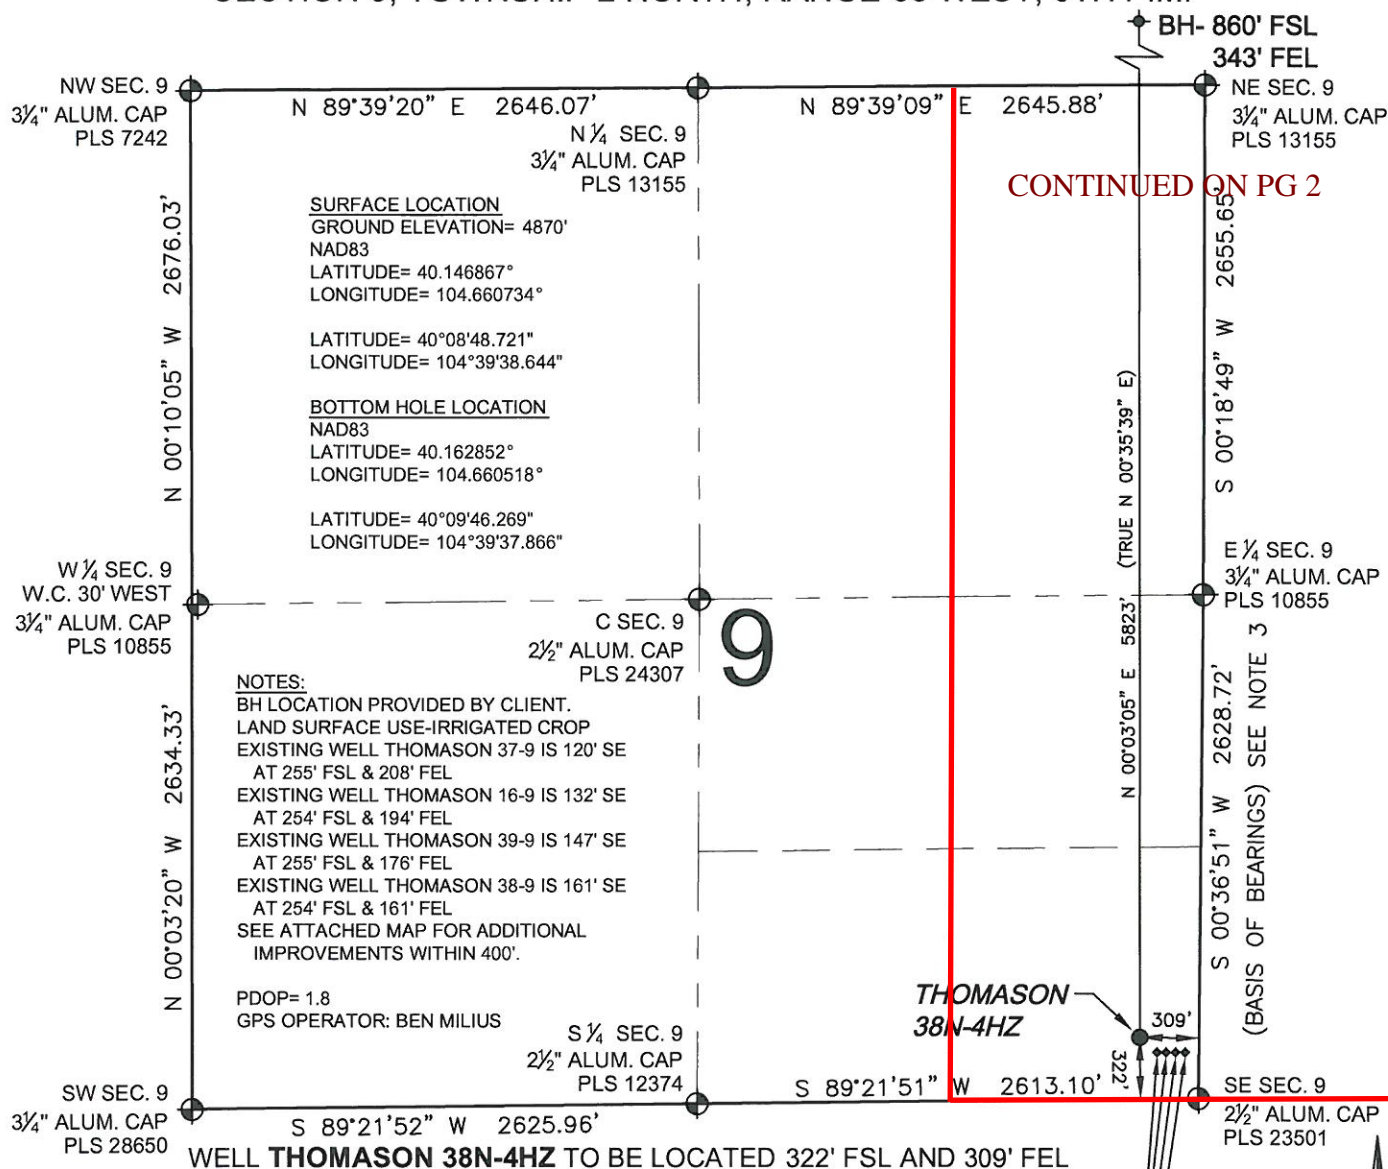 BH- 860' FSL
343' FEL
NW SEC. 9
3¼" ALUM. CAP
PLS 7242
N 89°39'20" E 2646.07'
N ¼ SEC. 9
3¼" ALUM. CAP
PLS 13155
N 89°39'09" E 2645.88'
NE SEC. 9
3¼" ALUM. CAP
PLS 13155
CONTINUED ON PG 2
N 00°10'05" W 2676.03'
SURFACE LOCATION
GROUND ELEVATION= 4870'
NAD83
LATITUDE= 40.146867°
LONGITUDE= 104.660734°
LATITUDE= 40°08'48.721"
LONGITUDE= 104°39'38.644"
BOTTOM HOLE LOCATION
NAD83
LATITUDE= 40.162852°
LONGITUDE= 104.660518°
LATITUDE= 40°09'46.269"
LONGITUDE= 104°39'37.866"
S 00°18'49" W 2655.65'
N 00°03'05" E 5823' (TRUE N 00°35'39" E)
W ¼ SEC. 9
W.C. 30' WEST
3¼" ALUM. CAP
PLS 10855
C SEC. 9
2½" ALUM. CAP
PLS 24307
9
E ¼ SEC. 9
3¼" ALUM. CAP
PLS 10855
N 00°03'20" W 2634.33'
NOTES:
BH LOCATION PROVIDED BY CLIENT.
LAND SURFACE USE-IRRIGATED CROP
EXISTING WELL THOMASON 37-9 IS 120' SE
AT 255' FSL & 208' FEL
EXISTING WELL THOMASON 16-9 IS 132' SE
AT 254' FSL & 194' FEL
EXISTING WELL THOMASON 39-9 IS 147' SE
AT 255' FSL & 176' FEL
EXISTING WELL THOMASON 38-9 IS 161' SE
AT 254' FSL & 161' FEL
SEE ATTACHED MAP FOR ADDITIONAL
IMPROVEMENTS WITHIN 400'.
PDOP= 1.8
GPS OPERATOR: BEN MILIUS
S 00°36'51" W 2628.72'
(BASIS OF BEARINGS) SEE NOTE 3
THOMASON
38N-4HZ
309'
322'
SW SEC. 9
3¼" ALUM. CAP
PLS 28650
S 89°21'52" W 2625.96'
S ¼ SEC. 9
2½" ALUM. CAP
PLS 12374
S 89°21'51" W 2613.10'
SE SEC. 9
2½" ALUM. CAP
PLS 23501
WELL THOMASON 38N-4HZ TO BE LOCATED 322' FSL AND 309' FEL